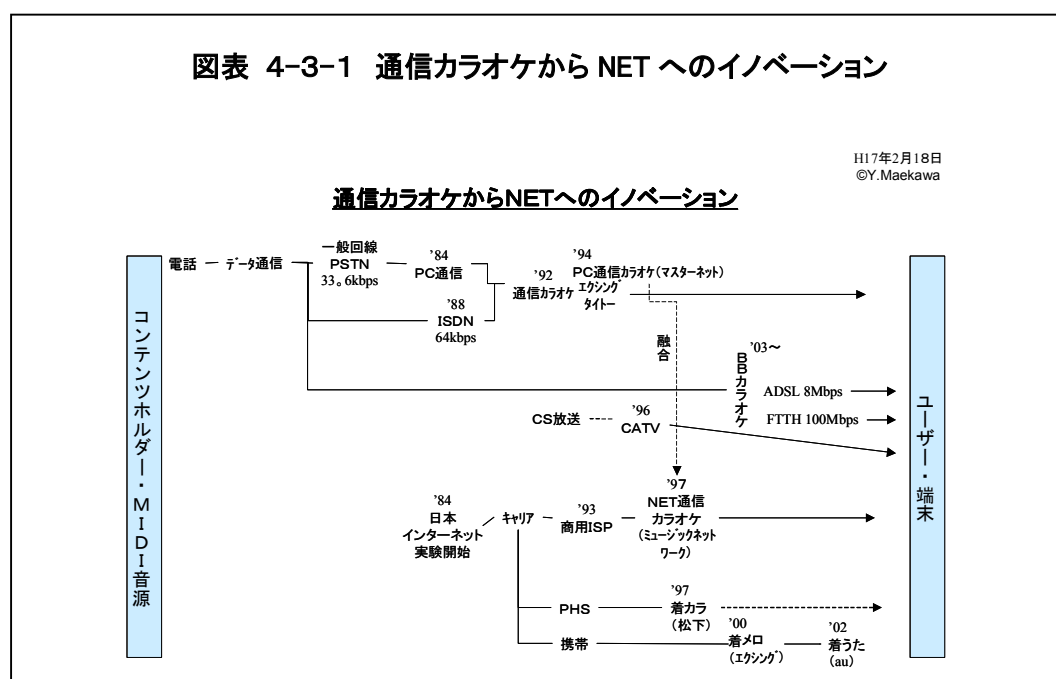 図表 4-3-1 通信カラオケから NET へのイノベーション
H17年2月18日
©Y.Maekawa
通信カラオケからNETへのイノベーション
コンテンツホルダー・MIDI音源
電話
データ通信
一般回線
PSTN
33。6kbps
'84
PC通信
'88
ISDN
64kbps
'92
通信カラオケ
'94
PC通信カラオケ(マスターネット)
エクシング
タイトー
融合
'03～
BBカラオケ
ADSL 8Mbps
FTTH 100Mbps
CS放送
'96
CATV
'84
日本
インターネット
実験開始
キャリア
'93
商用ISP
'97
NET通信
カラオケ
(ミュージックネット
ワーク)
PHS
'97
着カラ
(松下)
携帯
'00
着メロ
(エクシング)
'02
着うた
(au)
ユーザー・端末